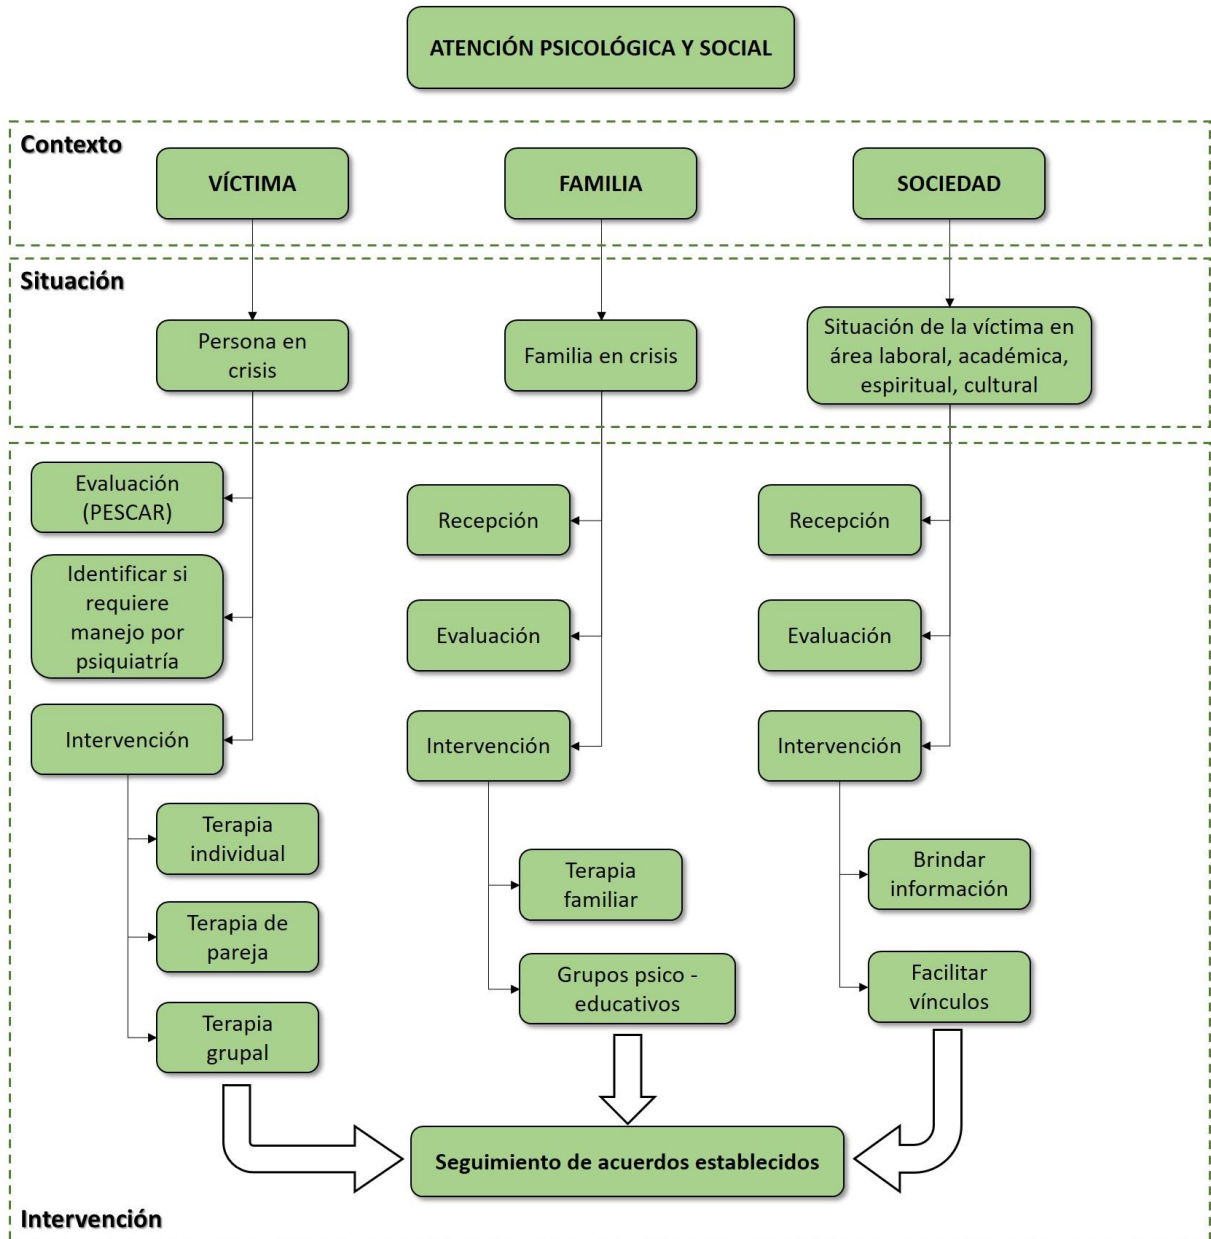 ATENCIÓN PSICOLÓGICA Y SOCIAL
Contexto
VÍCTIMA
FAMILIA
SOCIEDAD
Situación
Persona en
crisis
Familia en crisis
Situación de la víctima en
área laboral, académica,
espiritual, cultural
Evaluación
(PESCAR)
Identificar si
requiere
manejo por
psiquiatría
Intervención
Terapia
individual
Terapia de
pareja
Terapia
grupal
Recepción
Evaluación
Intervención
Terapia
familiar
Grupos psico -
educativos
Recepción
Evaluación
Intervención
Brindar
información
Facilitar
vínculos
Seguimiento de acuerdos establecidos
Intervención